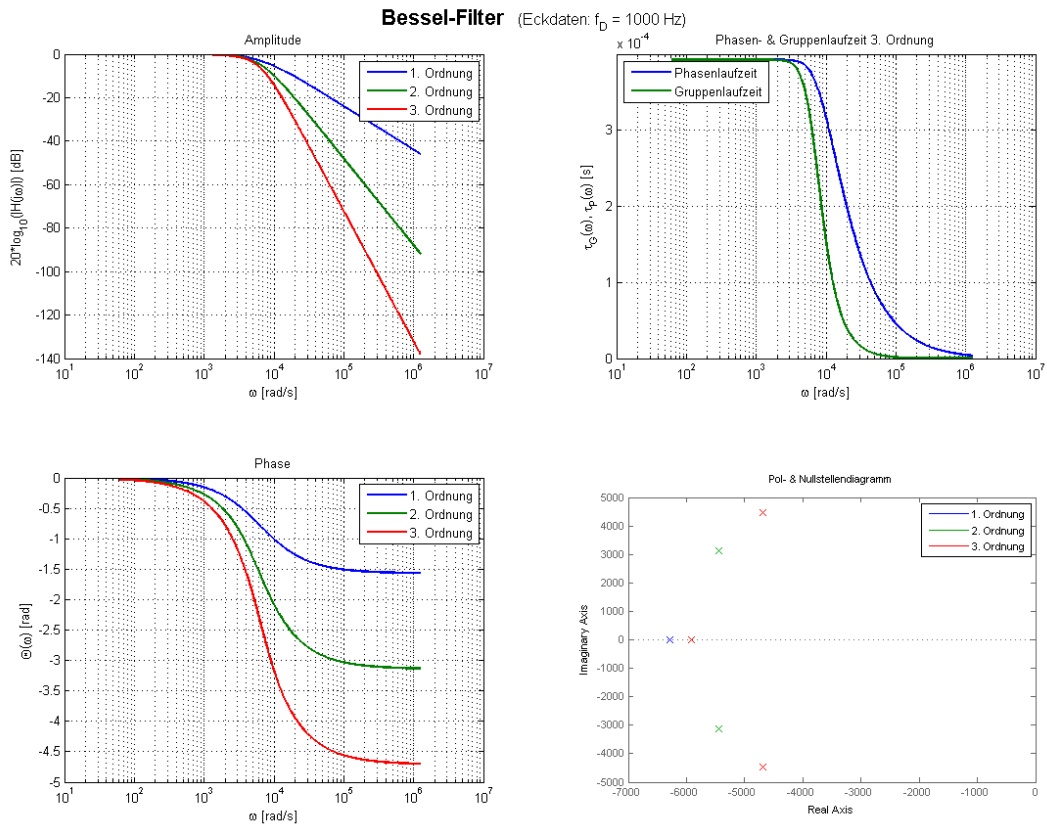 Bessel-Filter (Eckdaten: f_D = 1000 Hz)
Amplitude
20*log_10(|H(jω)|) [dB]
0
-20
-40
-60
-80
-100
-120
-140
10^1 10^2 10^3 10^4 10^5 10^6 10^7
ω [rad/s]
1. Ordnung
2. Ordnung
3. Ordnung
Phasen- & Gruppenlaufzeit 3. Ordnung
x 10^-4
τ_G(ω), τ_P(ω) [s]
3
2
1
0
10^1 10^2 10^3 10^4 10^5 10^6 10^7
ω [rad/s]
Phasenlaufzeit
Gruppenlaufzeit
Phase
Θ(ω) [rad]
0
-0.5
-1
-1.5
-2
-2.5
-3
-3.5
-4
-4.5
-5
10^1 10^2 10^3 10^4 10^5 10^6 10^7
ω [rad/s]
1. Ordnung
2. Ordnung
3. Ordnung
Pol- & Nullstellendiagramm
Imaginary Axis
5000
4000
3000
2000
1000
0
-1000
-2000
-3000
-4000
-5000
-7000 -6000 -5000 -4000 -3000 -2000 -1000 0
Real Axis
1. Ordnung
2. Ordnung
3. Ordnung